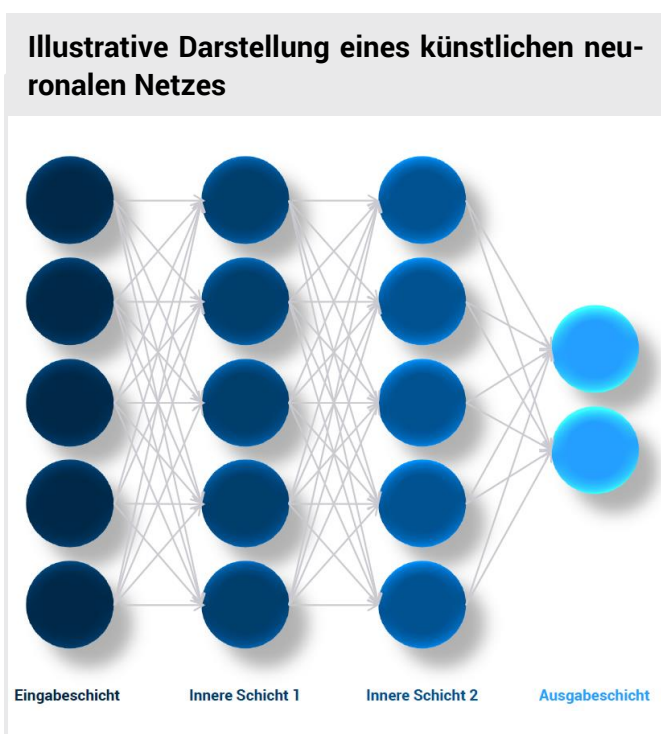 Illustrative Darstellung eines künstlichen neu-
ronalen Netzes
Eingabeschicht
Innere Schicht 1
Innere Schicht 2
Ausgabeschicht